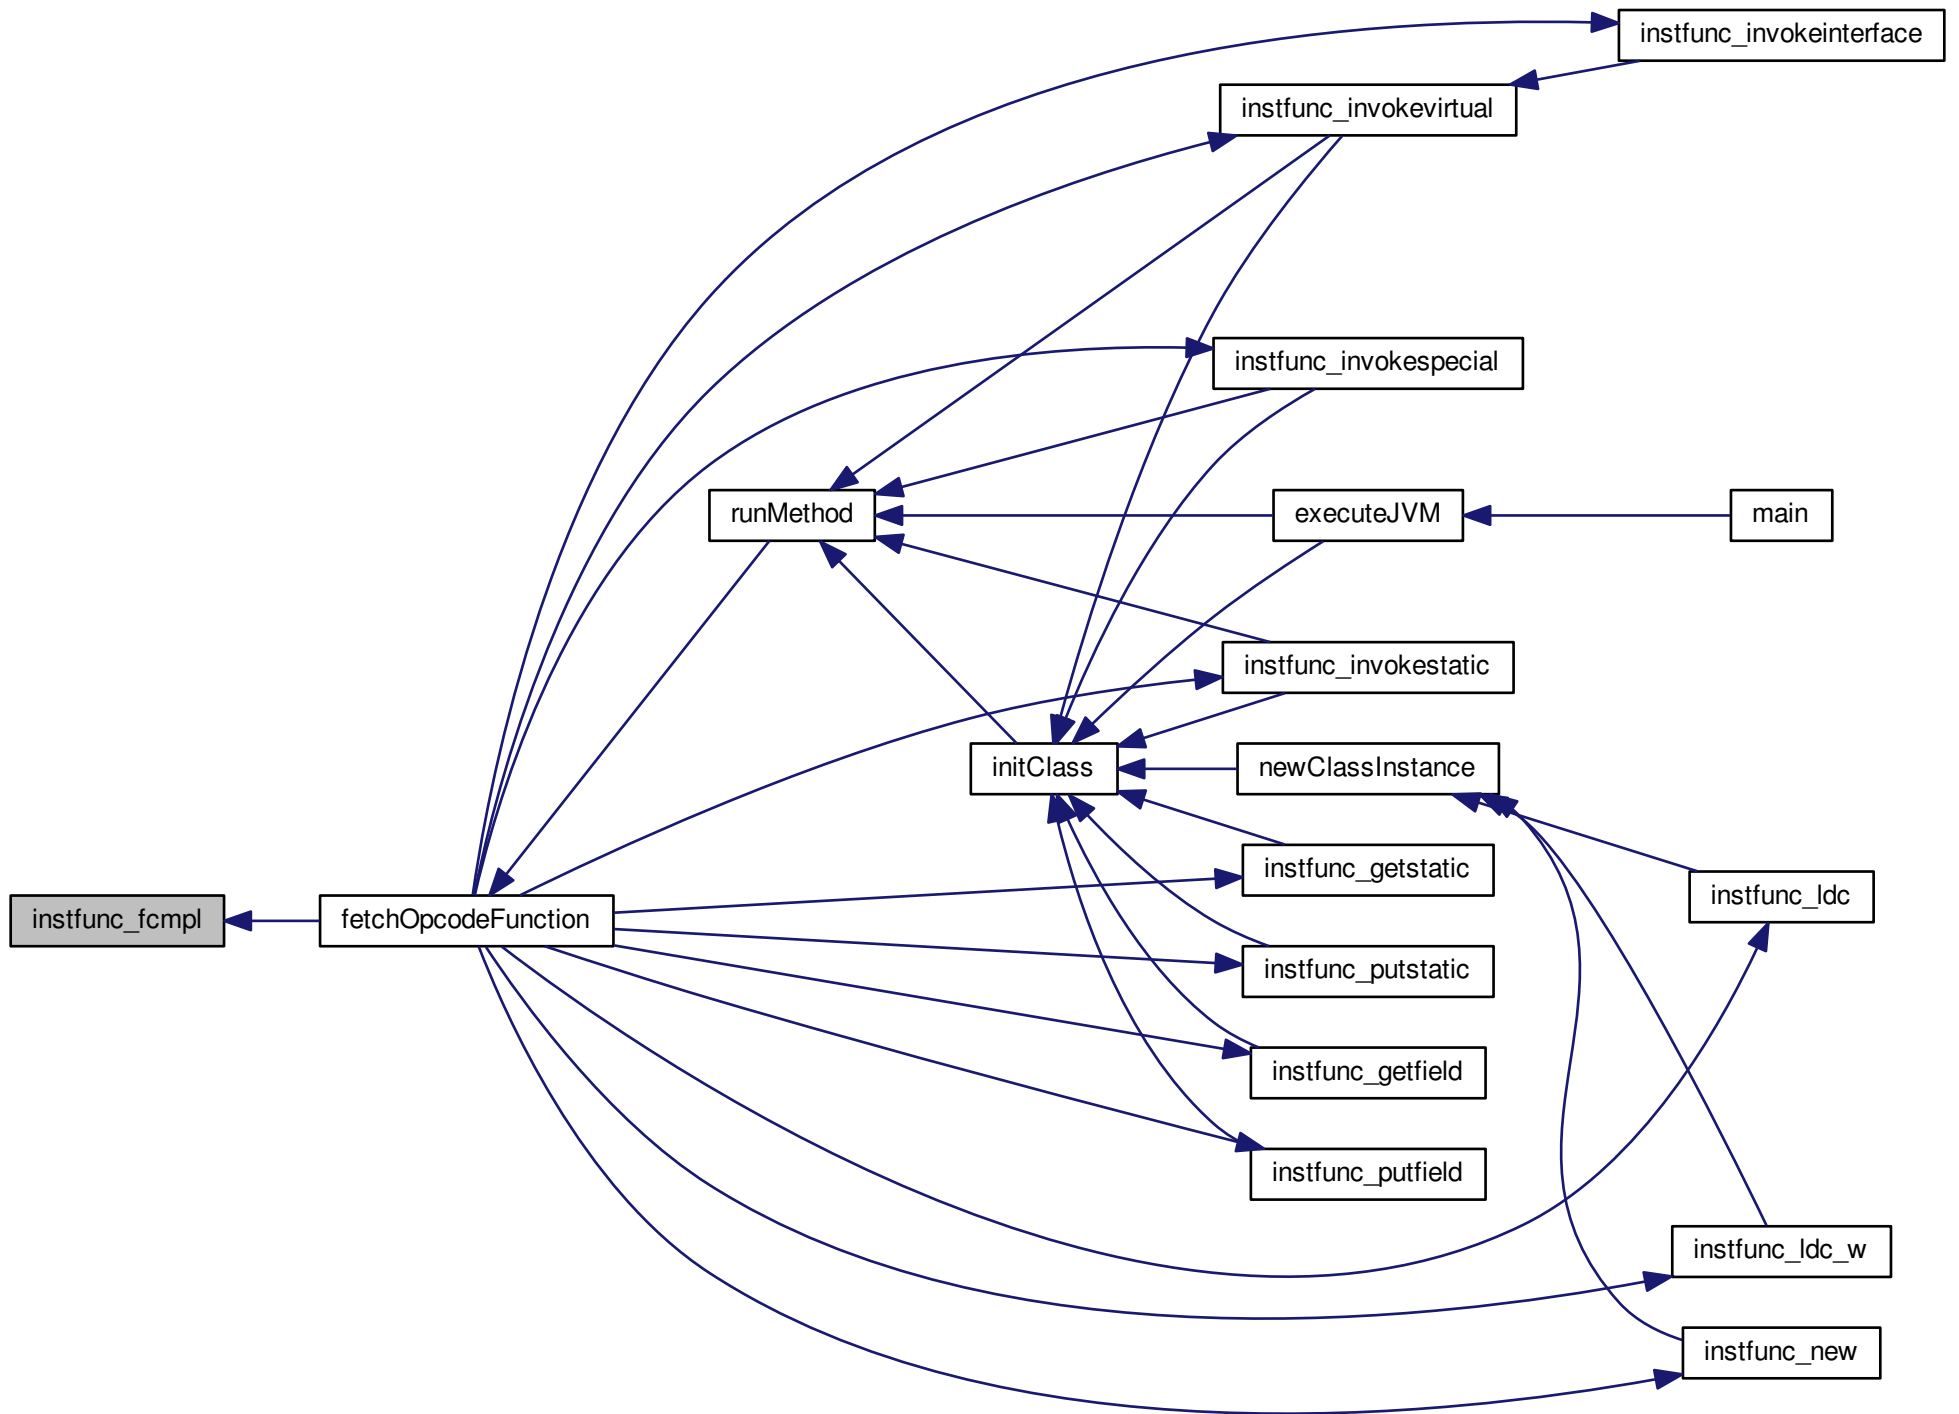 instfunc_invokeinterface
instfunc_invokevirtual
instfunc_invokespecial
runMethod
executeJVM
main
instfunc_invokestatic
initClass
newClassInstance
instfunc_getstatic
instfunc_ldc
instfunc_fcmpl
fetchOpcodeFunction
instfunc_putstatic
instfunc_getfield
instfunc_putfield
instfunc_ldc_w
instfunc_new